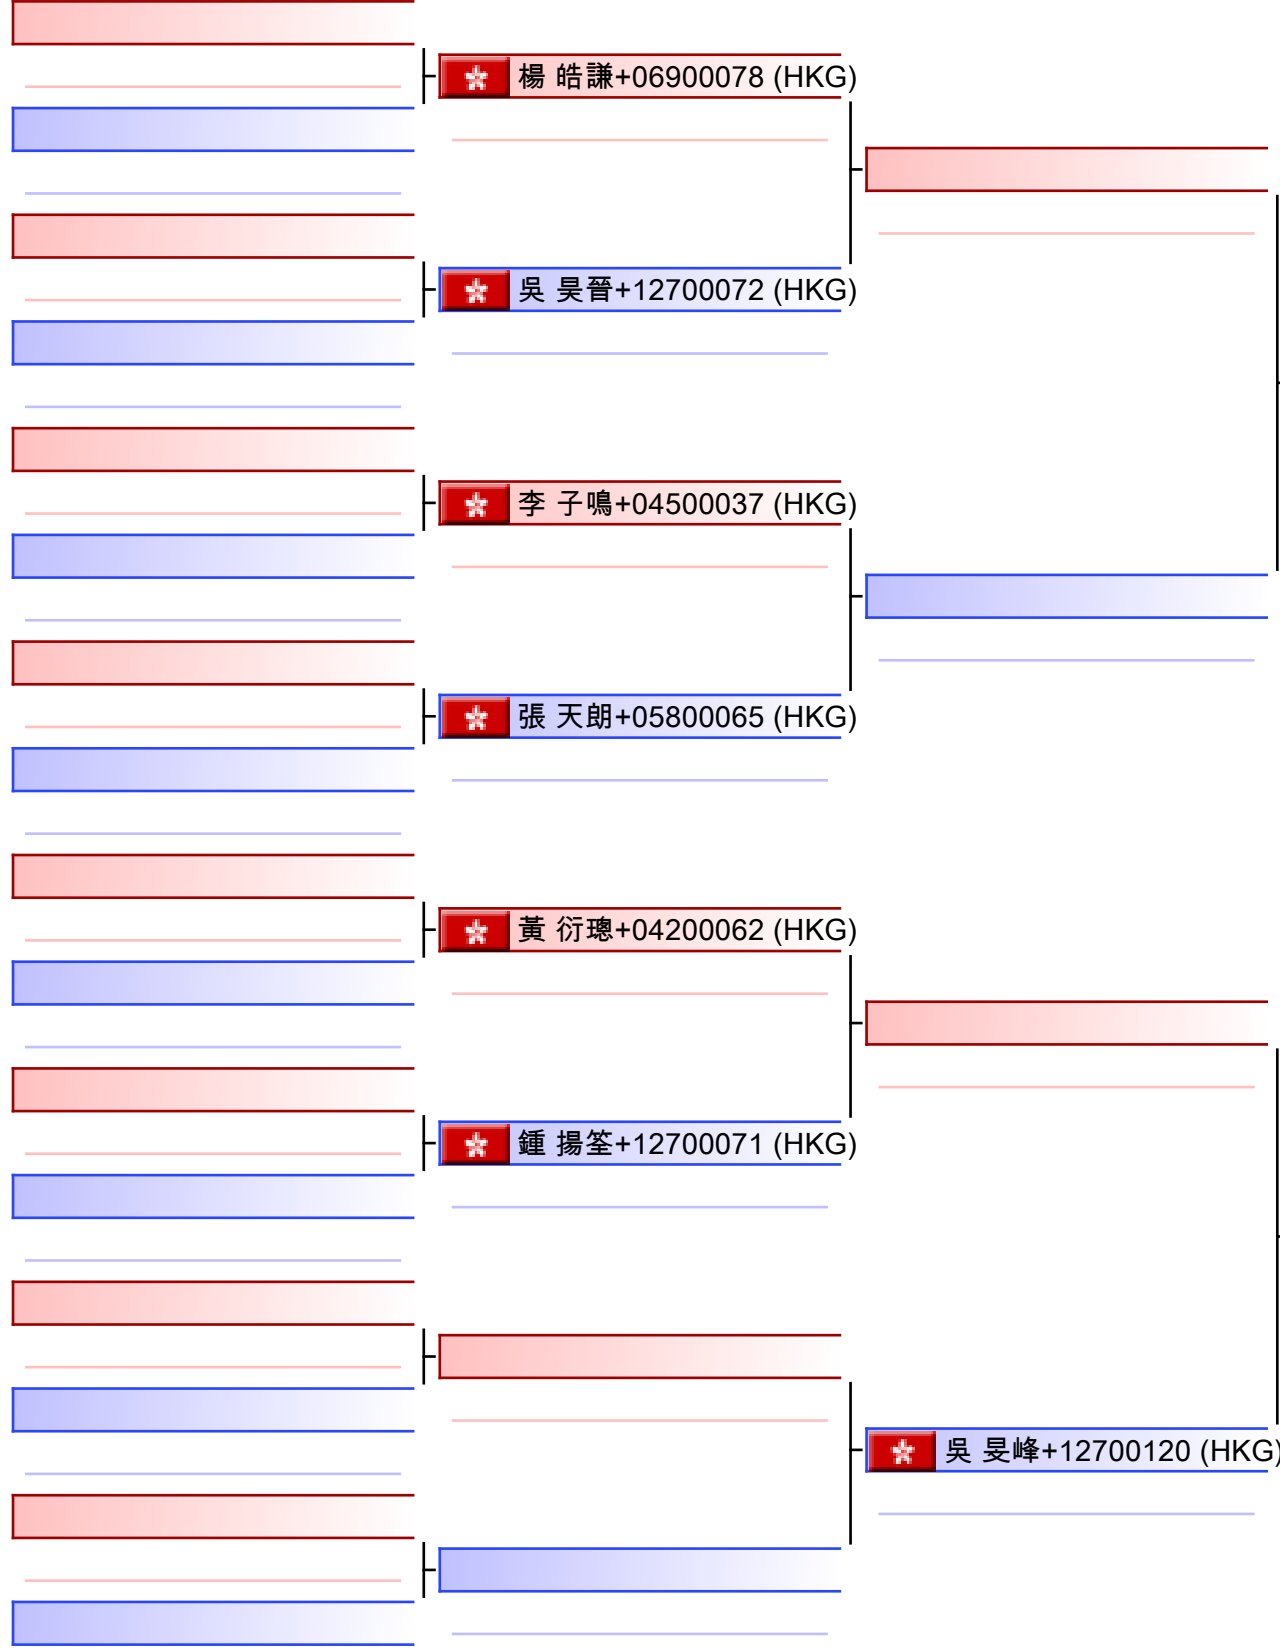 楊 皓謙+06900078 (HKG)
吳 昊晉+12700072 (HKG)
李 子鳴+04500037 (HKG)
張 天朗+05800065 (HKG)
黃 衍璁+04200062 (HKG)
鍾 揚筌+12700071 (HKG)
吳 旻峰+12700120 (HKG)